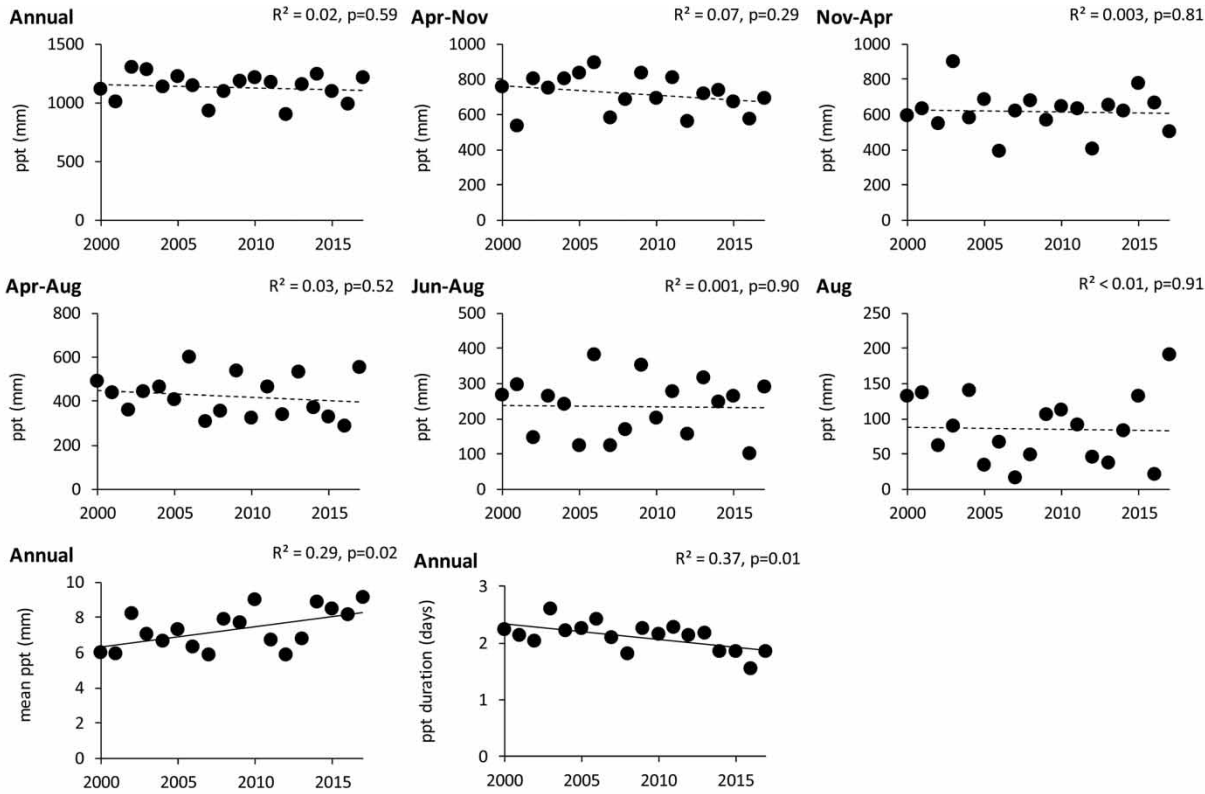 Annual
R² = 0.02, p=0.59
ppt (mm)
1500
1000
500
0
2000 2005 2010 2015
Apr-Nov
R² = 0.07, p=0.29
ppt (mm)
1000
800
600
400
200
0
2000 2005 2010 2015
Nov-Apr
R² = 0.003, p=0.81
ppt (mm)
1000
800
600
400
200
0
2000 2005 2010 2015
Apr-Aug
R² = 0.03, p=0.52
ppt (mm)
800
600
400
200
0
2000 2005 2010 2015
Jun-Aug
R² = 0.001, p=0.90
ppt (mm)
500
400
300
200
100
0
2000 2005 2010 2015
Aug
R² < 0.01, p=0.91
ppt (mm)
250
200
150
100
50
0
2000 2005 2010 2015
Annual
R² = 0.29, p=0.02
mean ppt (mm)
10
8
6
4
2
0
2000 2005 2010 2015
Annual
R² = 0.37, p=0.01
ppt duration (days)
3
2
1
0
2000 2005 2010 2015